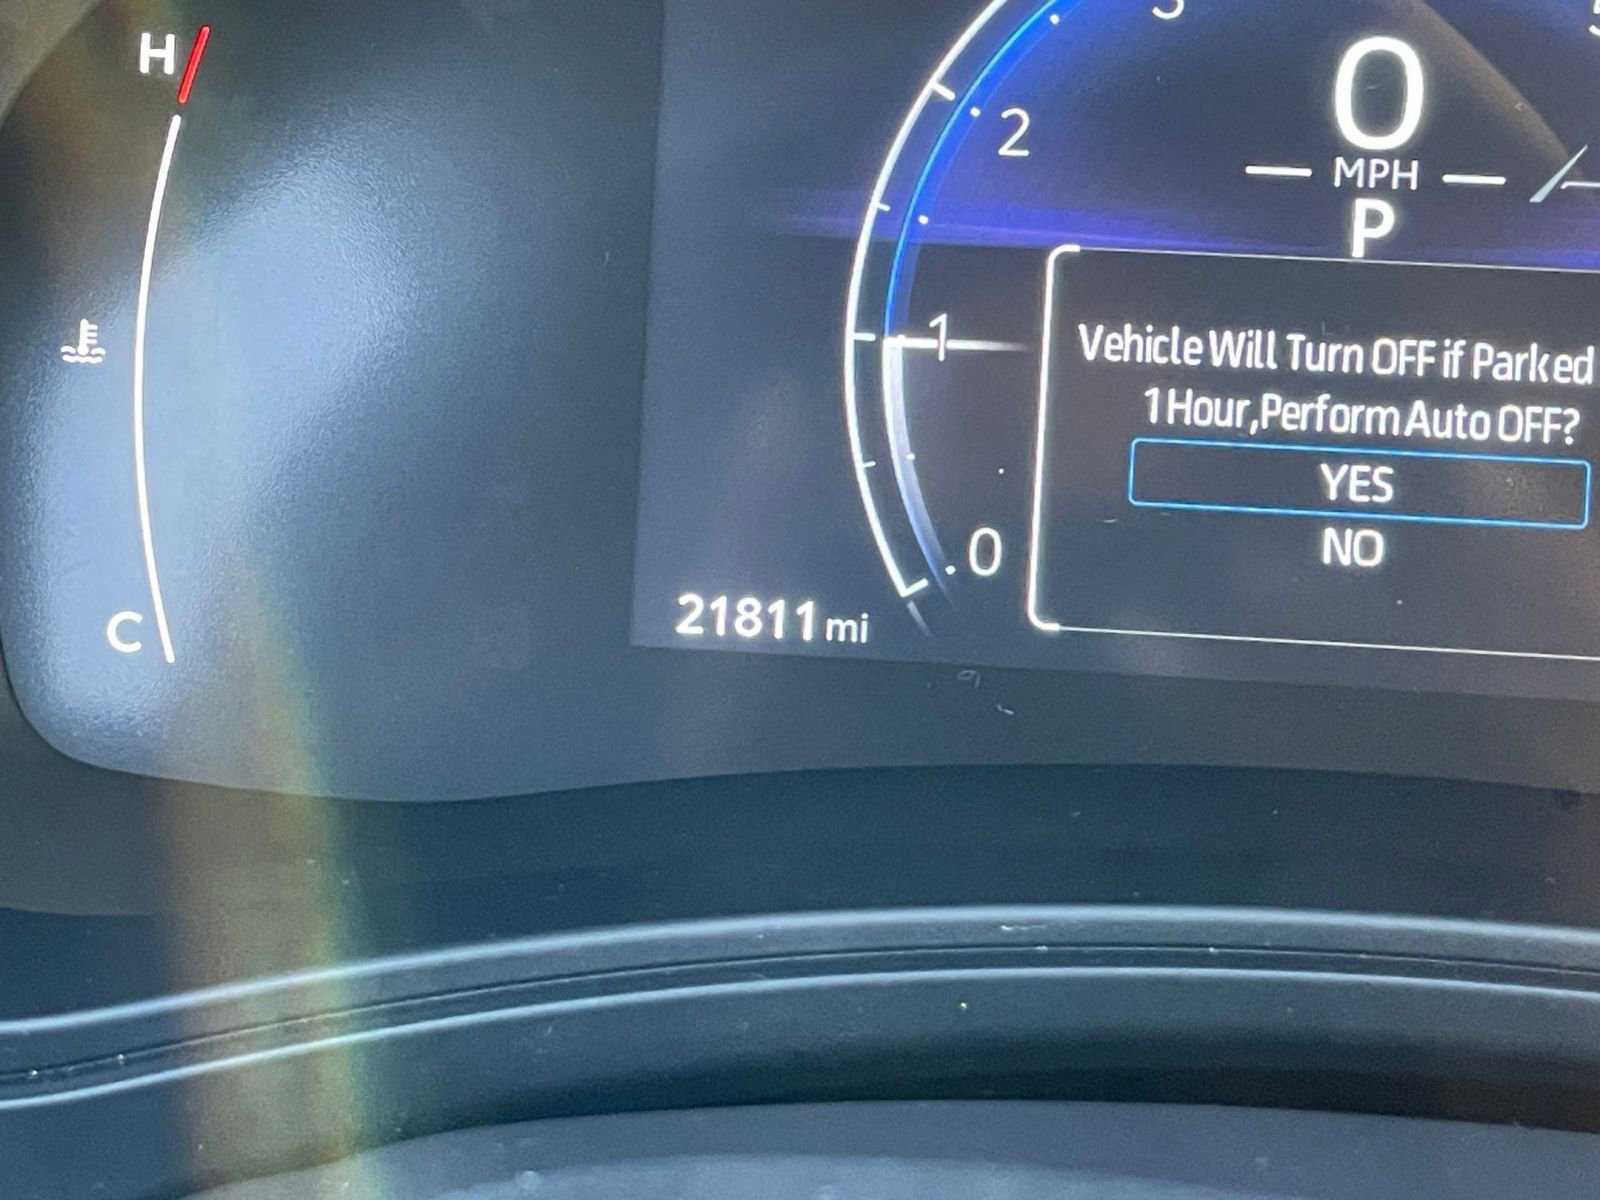 H
C
2
1
0
0
MPH
P
Vehicle Will Turn OFF if Parked
1 Hour,Perform Auto OFF?
YES
NO
21811 mi